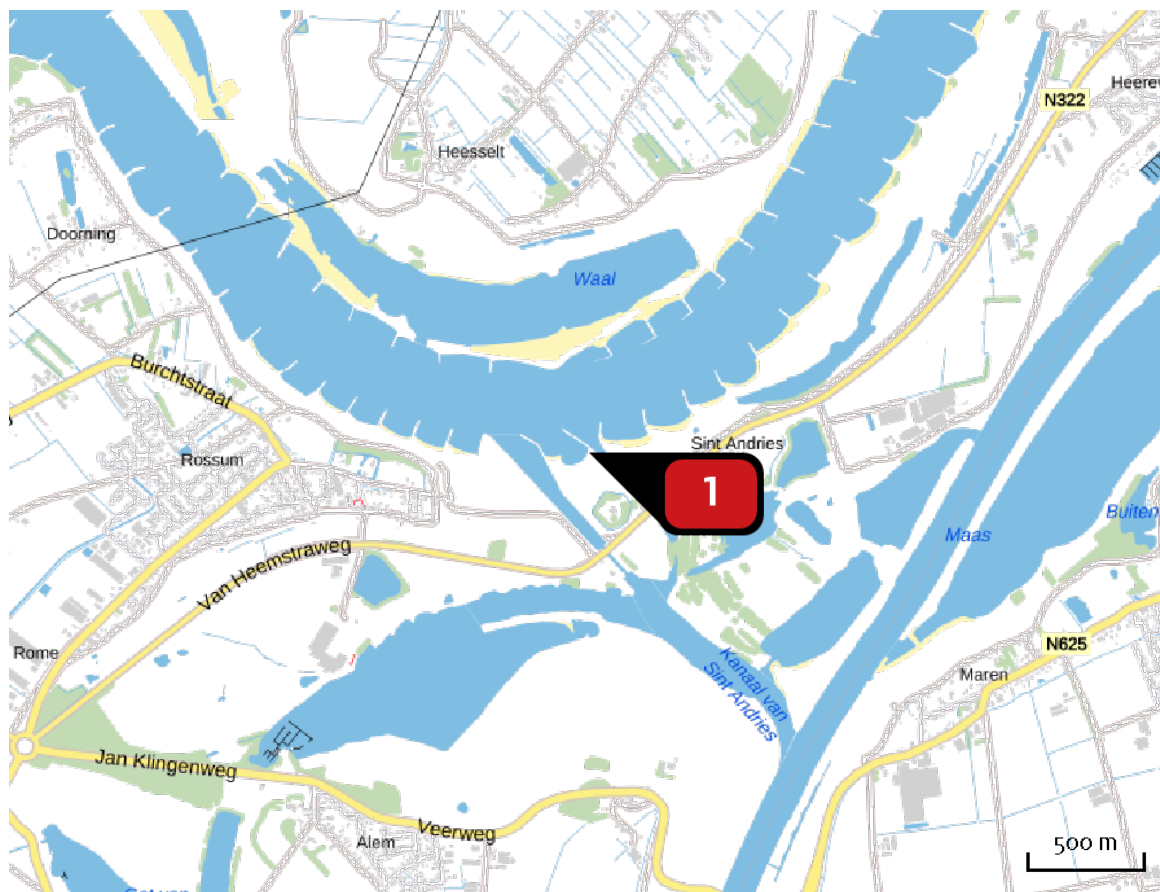 N322
Heere
Heesselt
Doorning
Waal
Burchtstraat
Sint Andries
Rossum
1
Buiten
Maas
Van Heemstraweg
N625
Rome
Maren
Kanaal van
Sint Andries
Jan Klingenweg
Veerweg
Alem
500 m